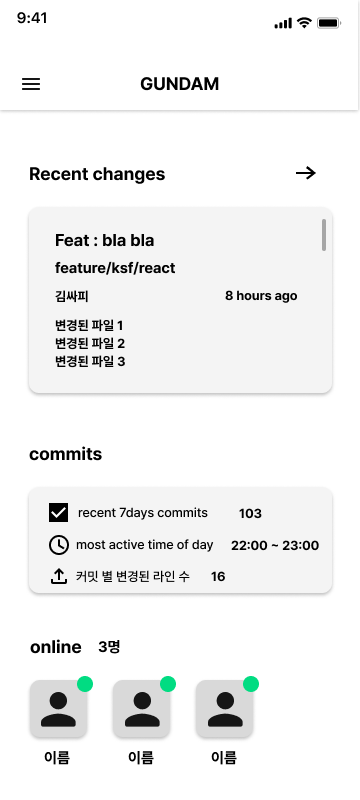 9:41
GUNDAM
Recent changes
Feat : bla bla
feature/ksf/react
김싸피 8 hours ago
변경된 파일 1
변경된 파일 2
변경된 파일 3
commits
recent 7days commits 103
most active time of day 22:00 ~ 23:00
커밋 별 변경된 라인 수 16
online 3명
이름 이름 이름